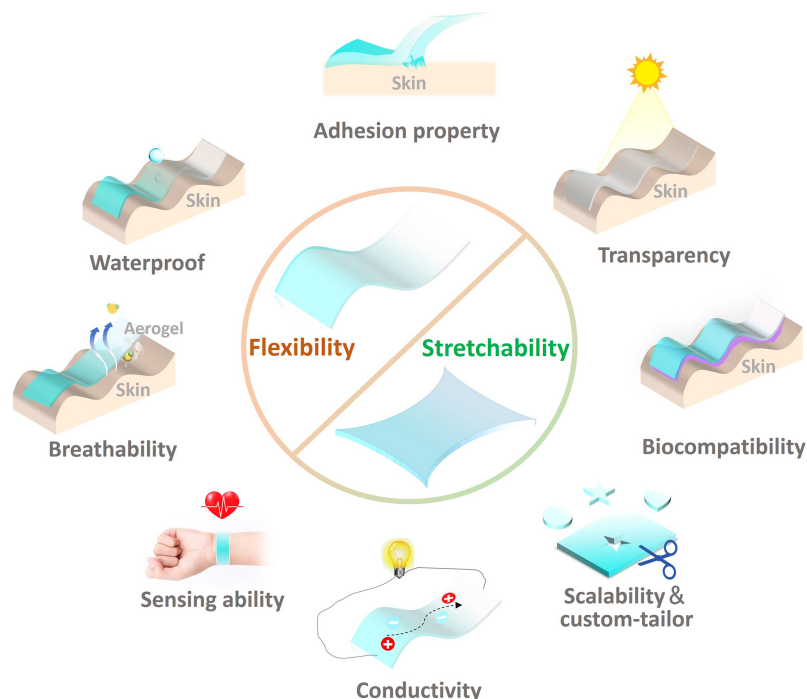 Skin
Adhesion property
Skin
Waterproof
Skin
Transparency
Flexibility
Stretchability
Aerogel
Skin
Breathability
Skin
Biocompatibility
Sensing ability
Scalability &
custom-tailor
Conductivity